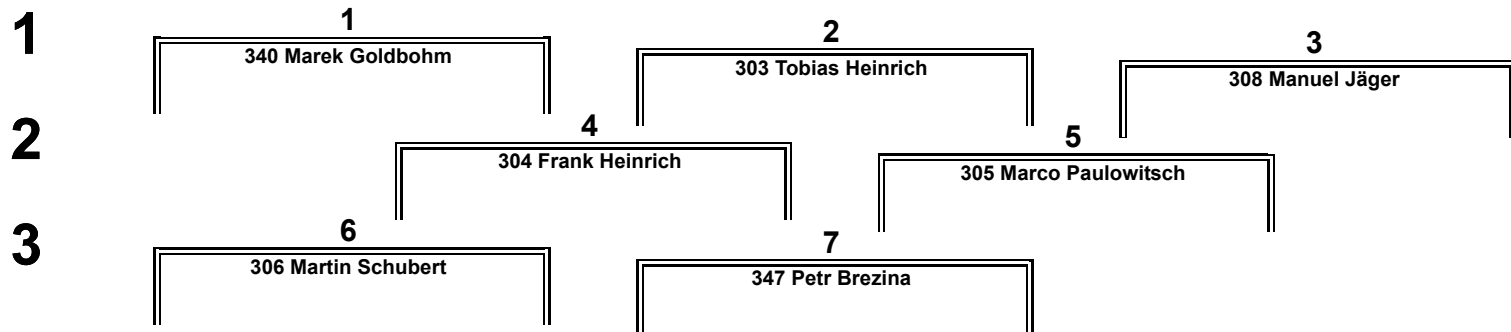 1
1
340 Marek Goldbohm
2
303 Tobias Heinrich
3
308 Manuel Jäger
2
4
304 Frank Heinrich
5
305 Marco Paulowitsch
3
6
306 Martin Schubert
7
347 Petr Brezina